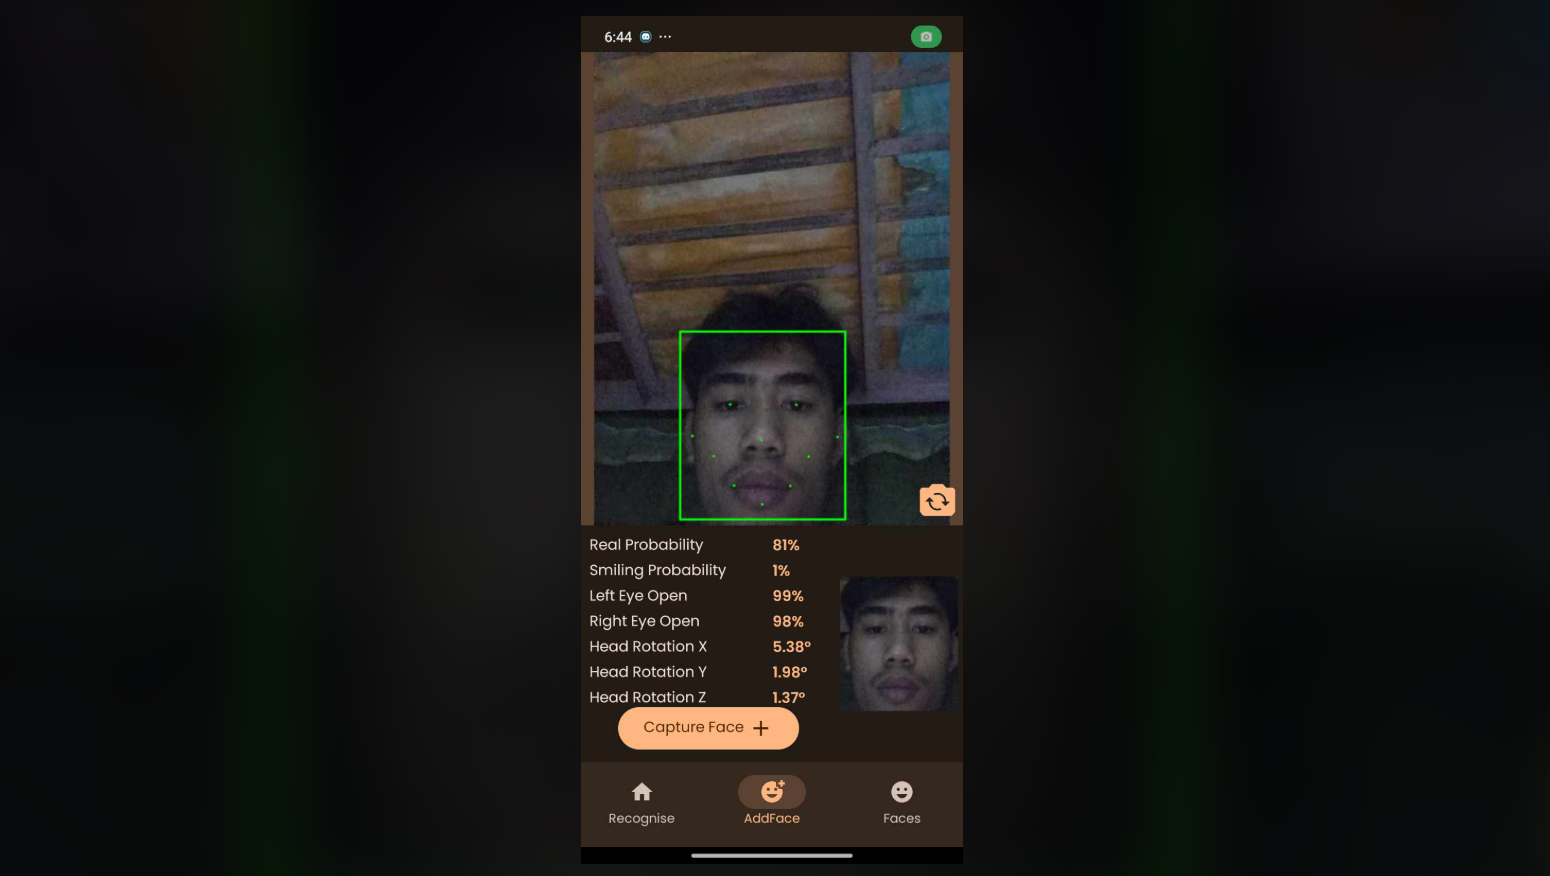 6:44
Real Probability 81%
Smiling Probability 1%
Left Eye Open 99%
Right Eye Open 98%
Head Rotation X 5.38°
Head Rotation Y 1.98°
Head Rotation Z 1.37°
Capture Face +
Recognise AddFace Faces